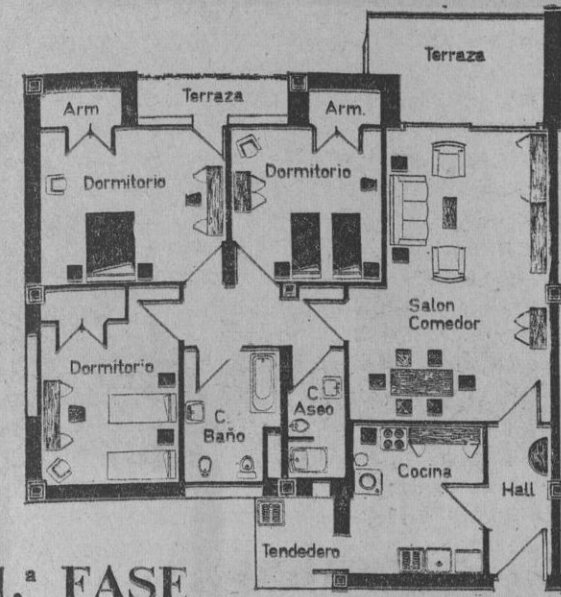 Terraza
Arm
Terraza
Arm.
Dormitorio
Dormitorio
Salon
Comedor
Dormitorio
C.
Baño
C.
Aseo
Cocina
Hall
Tendedero
1.ª FASE